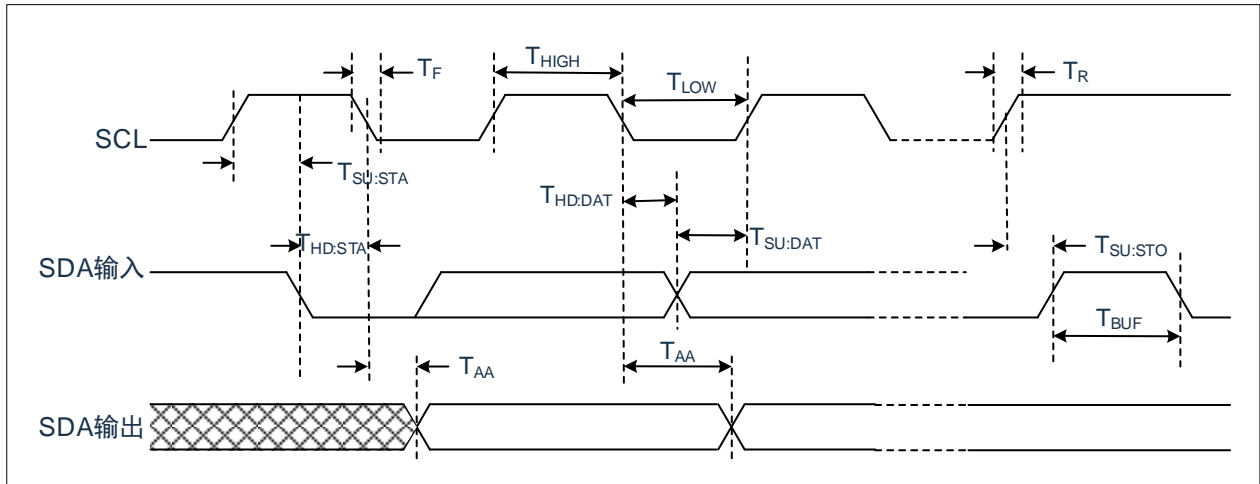 T_HIGH
T_F
T_R
T_LOW
SCL
T_SU:STA
T_HD:DAT
T_SU:DAT
T_HD:STA
T_SU:STO
SDA输入
T_BUF
T_AA
T_AA
SDA输出